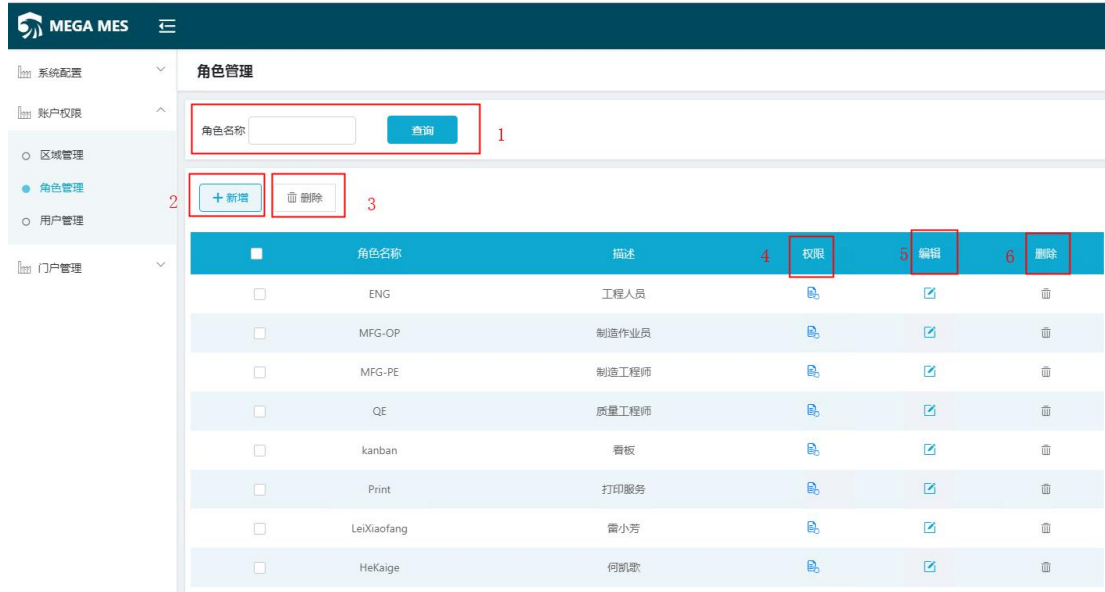 MEGA MES
系统配置
角色管理
账户权限
角色名称 查询 1
区域管理
角色管理
2 新增 删除 3
用户管理
角色名称 描述 4 权限 5 编辑 6 删除
门户管理
ENG 工程人员
MFG-OP 制造作业员
MFG-PE 制造工程师
QE 质量工程师
kanban 看板
Print 打印服务
LeiXiaofang 雷小芳
HeKaige 何凯歌